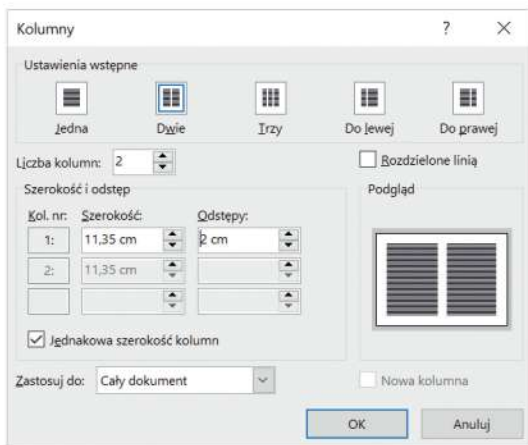 Kolumny ? ×
Ustawienia wstępne
Jedna Dwie Trzy Do lewej Do prawej
Liczba kolumn: 2 Rozdzielone linią
Szerokość i odstęp Podgląd
Kol. nr: Szerokość: Odstępy:
1: 11,35 cm 2 cm
2: 11,35 cm
Jednakowa szerokość kolumn
Zastosuj do: Cały dokument Nowa kolumna
OK Anuluj